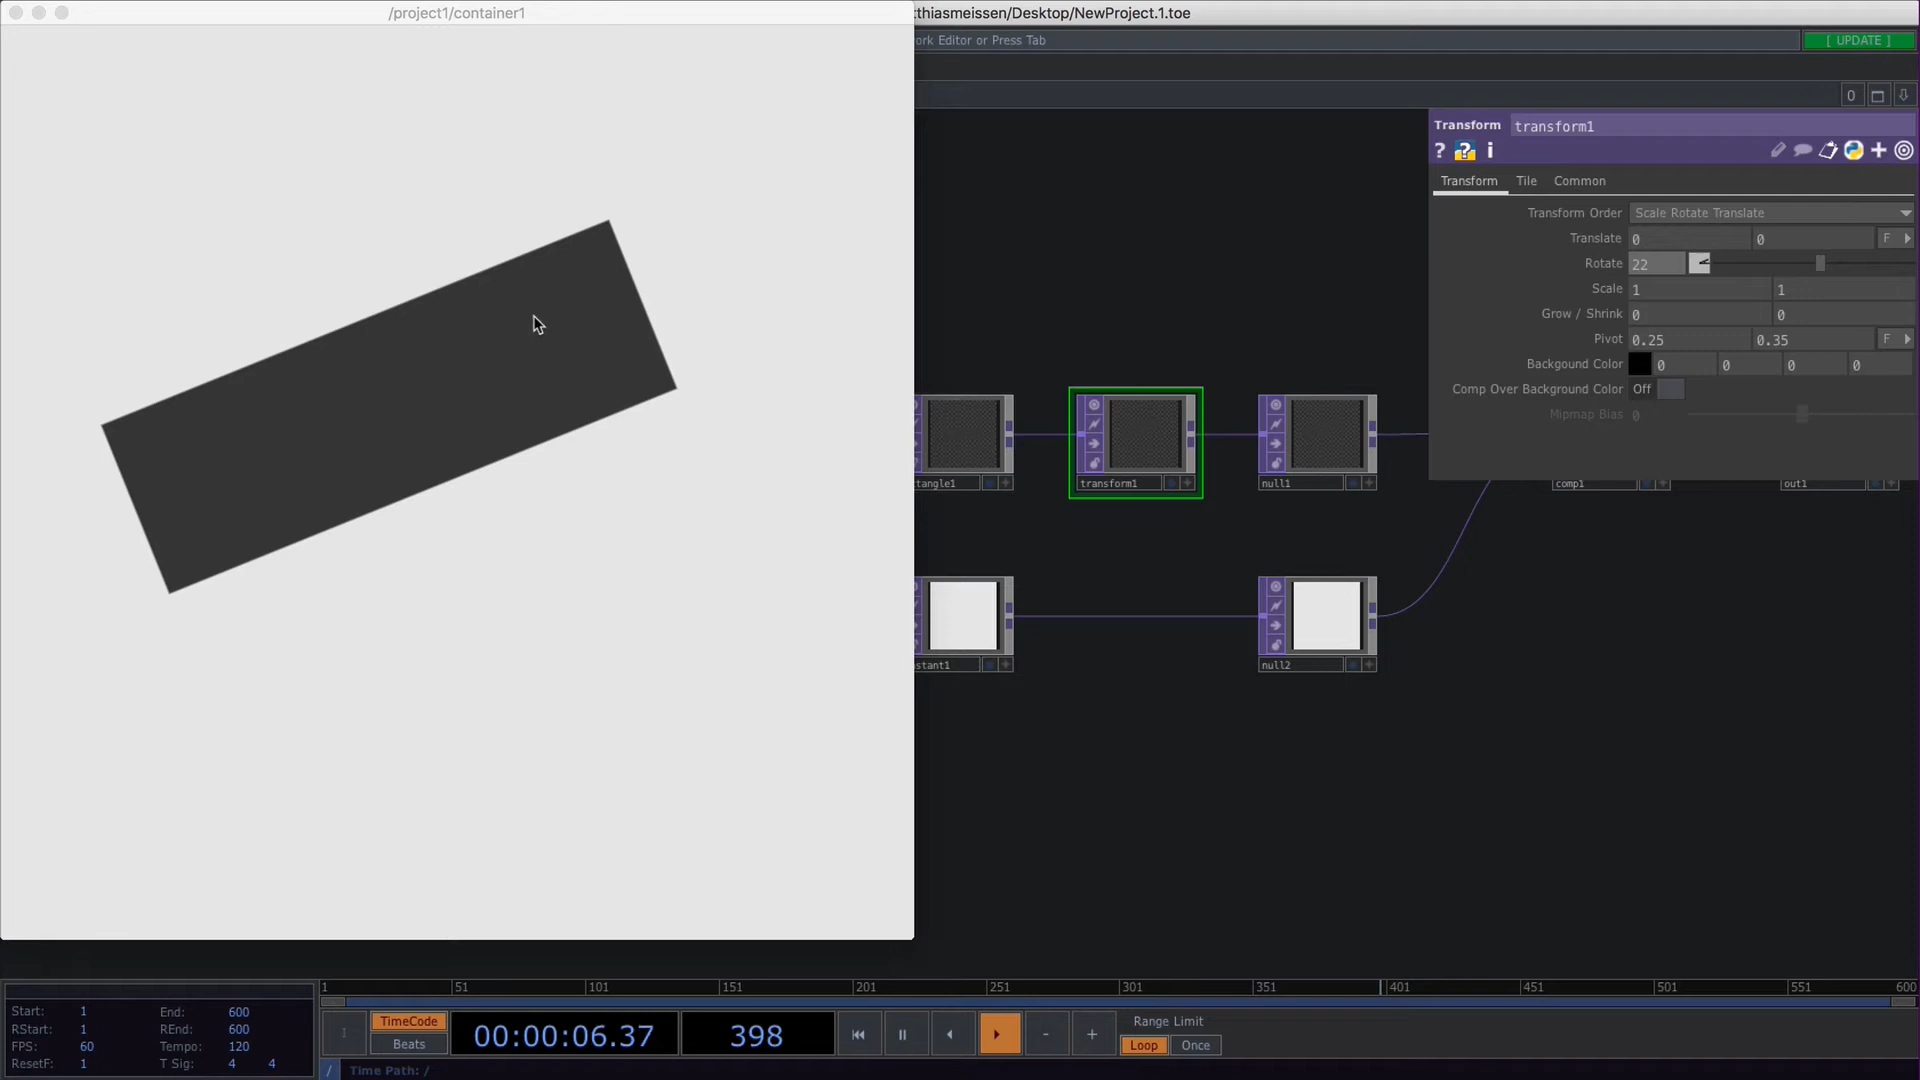 /project1/container1
tthiasmeissen/Desktop/NewProject.1.toe
ork Editor or Press Tab
[ UPDATE ]
0
Transform transform1
? ? i
Transform Tile Common
Transform Order Scale Rotate Translate
Translate 0 0 F
Rotate 22
Scale 1 1
Grow / Shrink 0 0
Pivot 0.25 0.35 F
Backgound Color 0 0 0 0
Comp Over Background Color Off
Mipmap Bias 0
tangle1
transform1
null1
comp1
out1
nstant1
null2
1 51 101 151 201 251 301 351 401 451 501 551 600
Start: 1 End: 600
RStart: 1 REnd: 600
FPS: 60 Tempo: 120
ResetF: 1 T Sig: 4 4
TimeCode
Beats
00:00:06.37
398
- +
Range Limit
Loop Once
/ Time Path: /